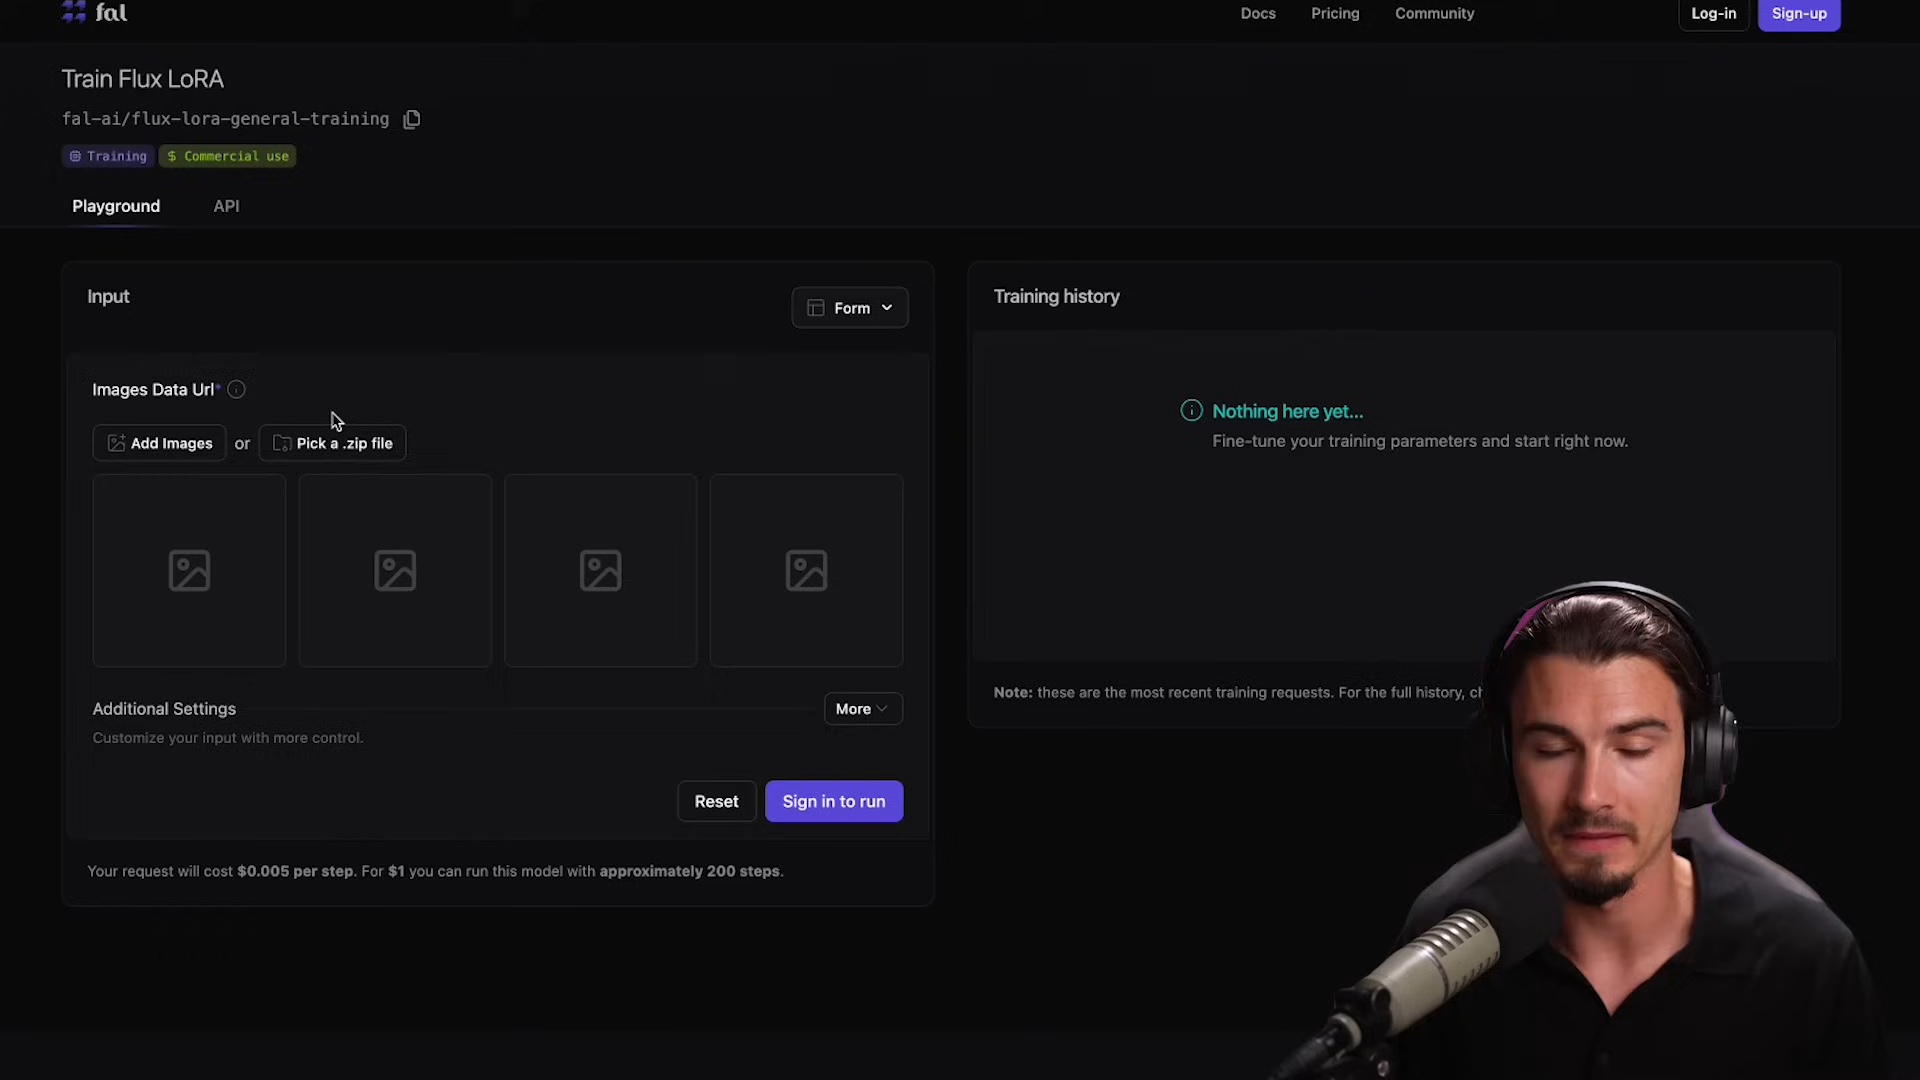 fal
Docs
Pricing
Community
Log-in
Sign-up
Train Flux LoRA
fal-ai/flux-lora-general-training
Training
$ Commercial use
Playground
API
Input
Form
Images Data Url*
Add Images
or
Pick a .zip file
Additional Settings
More
Customize your input with more control.
Reset
Sign in to run
Your request will cost $0.005 per step. For $1 you can run this model with approximately 200 steps.
Training history
Nothing here yet...
Fine-tune your training parameters and start right now.
Note: these are the most recent training requests. For the full history,